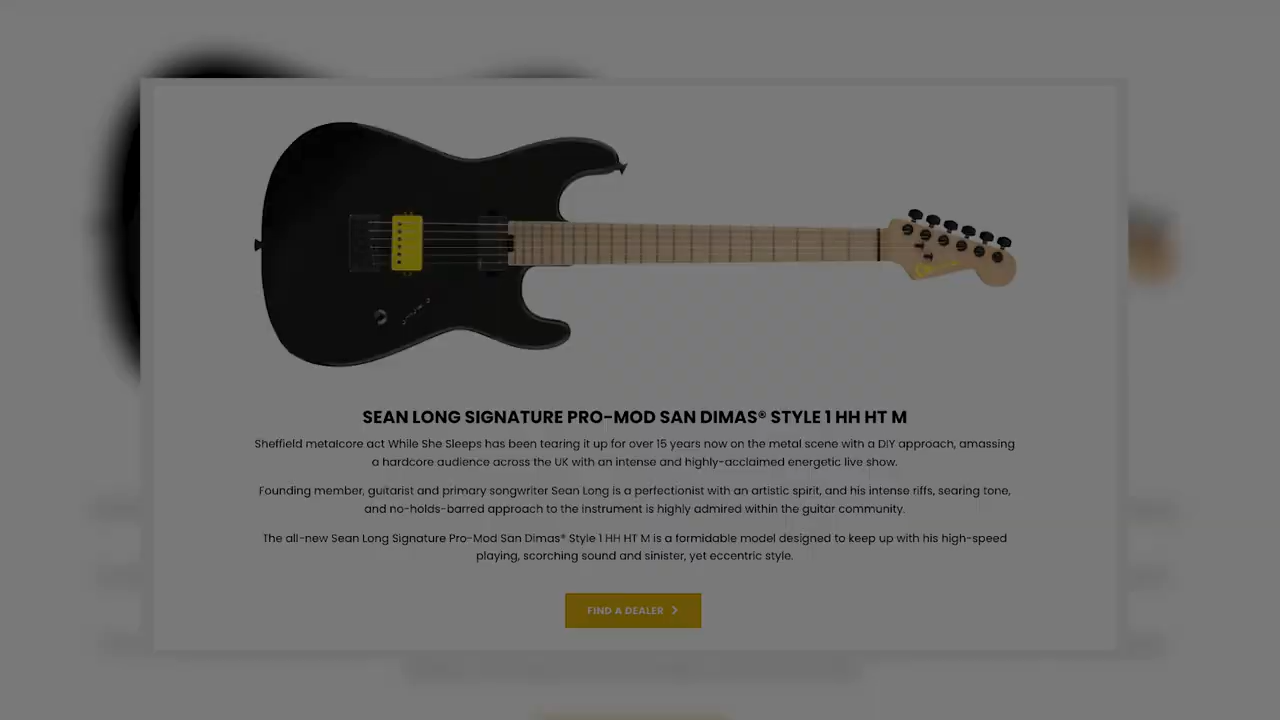 SEAN LONG SIGNATURE PRO-MOD SAN DIMAS® STYLE 1 HH HT M
Sheffield metalcore act While She Sleeps has been tearing it up for over 15 years now on the metal scene with a DIY approach, amassing
a hardcore audience across the UK with an intense and highly-acclaimed energetic live show.
Founding member, guitarist and primary songwriter Sean Long is a perfectionist with an artistic spirit, and his intense riffs, searing tone,
and no-holds-barred approach to the instrument is highly admired within the guitar community.
The all-new Sean Long Signature Pro-Mod San Dimas® Style 1 HH HT M is a formidable model designed to keep up with his high-speed
playing, scorching sound and sinister, yet eccentric style.
FIND A DEALER